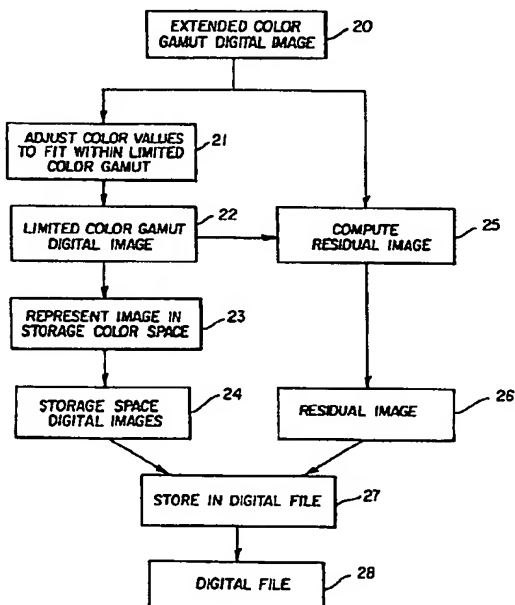 EXTENDED COLOR
GAMUT DIGITAL IMAGE
20
ADJUST COLOR VALUES
TO FIT WITHIN LIMITED
COLOR GAMUT
21
LIMITED COLOR GAMUT
DIGITAL IMAGE
22
COMPUTE
RESIDUAL IMAGE
25
REPRESENT IMAGE IN
STORAGE COLOR SPACE
23
STORAGE SPACE
DIGITAL IMAGES
24
RESIDUAL IMAGE
26
STORE IN DIGITAL FILE
27
DIGITAL FILE
28